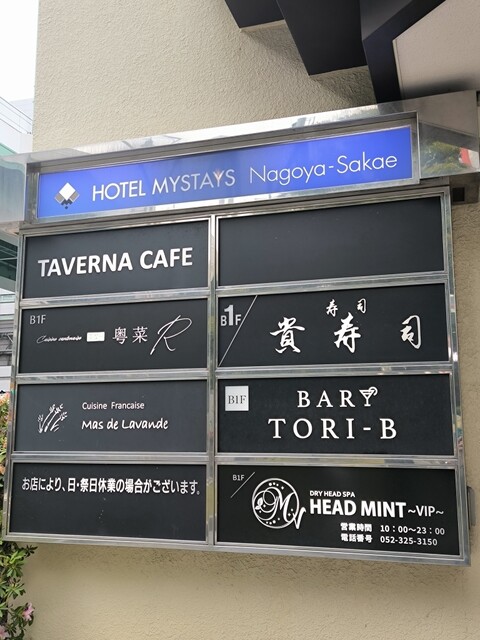 HOTEL MYSTAYS Nagoya-Sakae
TAVERNA CAFE
B1F
粤菜 R
B1F
寿司
貴寿司
Cuisine Francaise
Mas de Lavande
B1F
BAR
TORI-B
お店により、日・祭日休業の場合がございます。
B1F
DRY HEAD SPA
HEAD MINT ~VIP~
営業時間 10:00~23:00
電話番号 052-325-3150